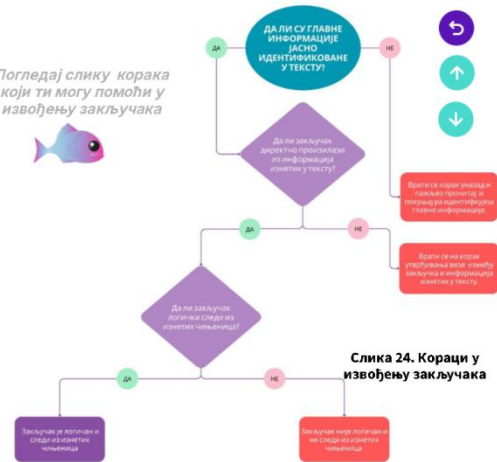 ДА ЛИ СУ ГЛАВНЕ
ИНФОРМАЦИЈЕ
ЈАСНО
ИДЕНТИФИКОВАНЕ
У ТЕКСТУ?
ДА
НЕ
Погледај слику корака
који ти могу помоћи у
извођењу закључака
Да ли закључак
директно произилази
из информација
изнетих у тексту?
Врати се корак уназад и
пажљиво прочитај и
покушај да идентификујеш
главне информације.
ДА
НЕ
Врати се на корак
утврђивања везе између
закључка и информација
изнетих у тексту.
Да ли закључак
логички следи из
изнетих чињеница?
Слика 24. Кораци у
извођењу закључака
ДА
НЕ
Закључак је логичан и
следи из изнетих
чињеница
Закључак није логичан и
не следи из изнетих
чињеница